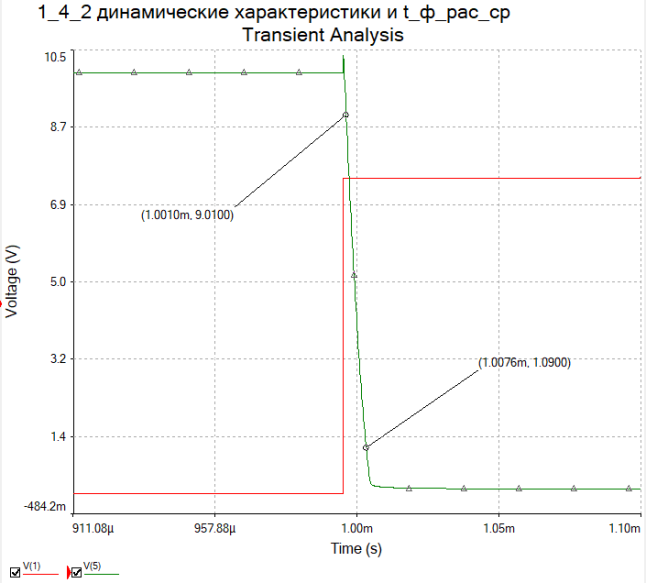 1_4_2 динамические характеристики и t_ф_рас_ср
Transient Analysis
10.5
8.7
(1.0010m, 9.0100)
6.9
Voltage (V)
5.0
3.2
(1.0076m, 1.0900)
1.4
-484.2m
911.08µ 957.88µ 1.00m 1.05m 1.10m
Time (s)
V(1) V(5)